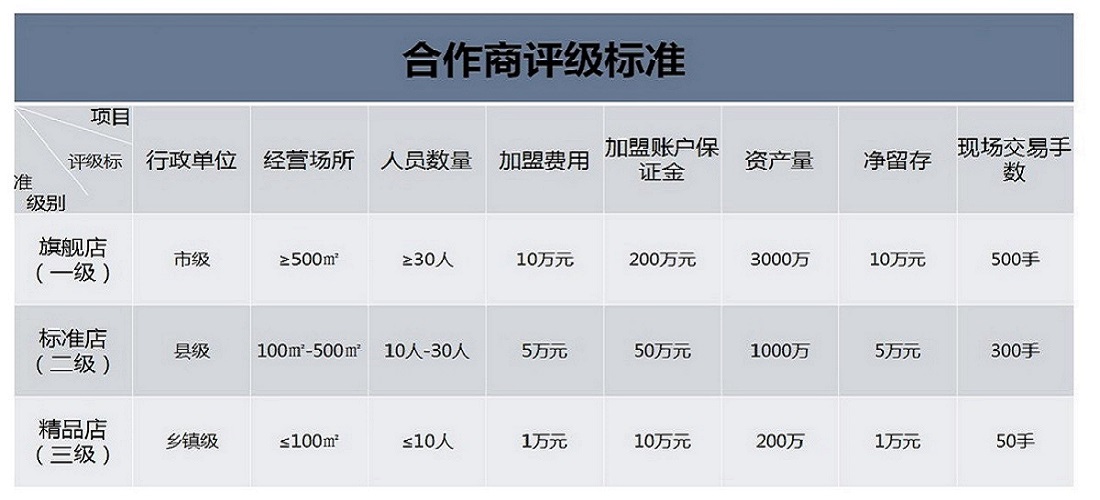 合作商评级标准
项目
评级标
准
级别
行政单位
经营场所
人员数量
加盟费用
加盟账户保
证金
资产量
净留存
现场交易手
数
旗舰店
（一级）
市级
≥500㎡
≥30人
10万元
200万元
3000万
10万元
500手
标准店
（二级）
县级
100㎡-500㎡
10人-30人
5万元
50万元
1000万
5万元
300手
精品店
（三级）
乡镇级
≤100㎡
≤10人
1万元
10万元
200万
1万元
50手